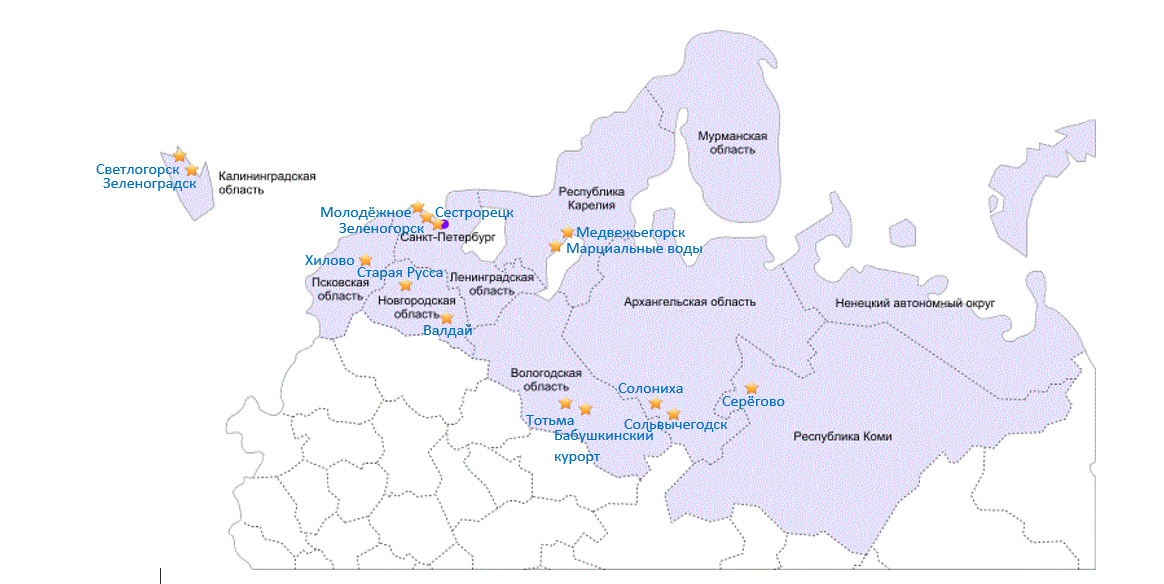 Мурманская
область
Светлогорск
Зеленоградск
Калининградская
область
Республика
Карелия
Молодёжное
Сестрорецк
Зеленогорск
Санкт-Петербург
Медвежьегорск
Марциальные воды
Хилово
Старая Русса
Псковская
область
Ленинградская
область
Новгородская
область
Валдай
Архангельская область
Ненецкий автономный округ
Вологодская
область
Солониха
Серёгово
Тотьма
Сольвычегодск
Бабушкинский
курорт
Республика Коми